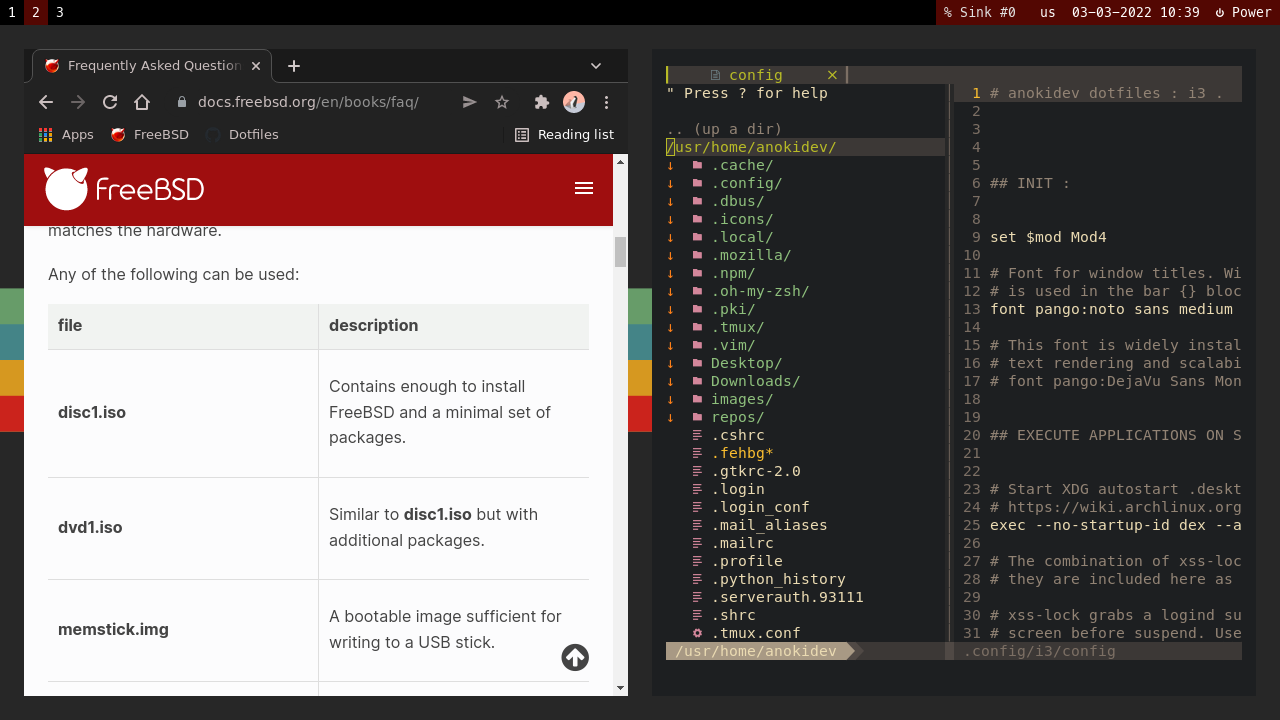 1 2 3
% Sink #0 us 03-03-2022 10:39 Power
Frequently Asked Question
docs.freebsd.org/en/books/faq/
Apps FreeBSD Dotfiles Reading list
FreeBSD
matches the hardware.
Any of the following can be used:
file description
disc1.iso
Contains enough to install
FreeBSD and a minimal set of
packages.
dvd1.iso
Similar to disc1.iso but with
additional packages.
memstick.img
A bootable image sufficient for
writing to a USB stick.
config ×
" Press ? for help
.. (up a dir)
/usr/home/anokidev/
↓ .cache/
↓ .config/
↓ .dbus/
↓ .icons/
↓ .local/
↓ .mozilla/
↓ .npm/
↓ .oh-my-zsh/
↓ .pki/
↓ .tmux/
↓ .vim/
↓ Desktop/
↓ Downloads/
↓ images/
↓ repos/
.cshrc
.fehbg*
.gtkrc-2.0
.login
.login_conf
.mail_aliases
.mailrc
.profile
.python_history
.serverauth.93111
.shrc
.tmux.conf
/usr/home/anokidev
1 # anokidev dotfiles : i3 .
2
3
4
5
6 ## INIT :
7
8
9 set $mod Mod4
10
11 # Font for window titles. Wi
12 # is used in the bar {} bloc
13 font pango:noto sans medium
14
15 # This font is widely instal
16 # text rendering and scalabi
17 # font pango:DejaVu Sans Mon
18
19
20 ## EXECUTE APPLICATIONS ON S
21
22
23 # Start XDG autostart .deskt
24 # https://wiki.archlinux.org
25 exec --no-startup-id dex --a
26
27 # The combination of xss-loc
28 # they are included here as
29
30 # xss-lock grabs a logind su
31 # screen before suspend. Use
.config/i3/config